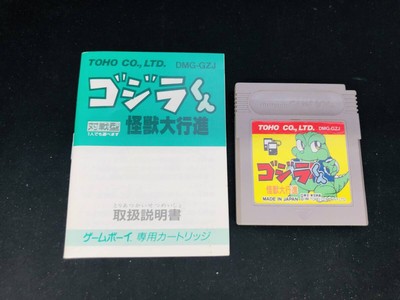 TOHO CO., LTD. DMG-GZJ
ゴジラくん
怪獣大行進
取扱説明書
ゲームボーイ 専用カートリッジ
TOHO CO., LTD. DMG-GZJ
ゴジラくん
怪獣大行進
MADE IN JAPAN